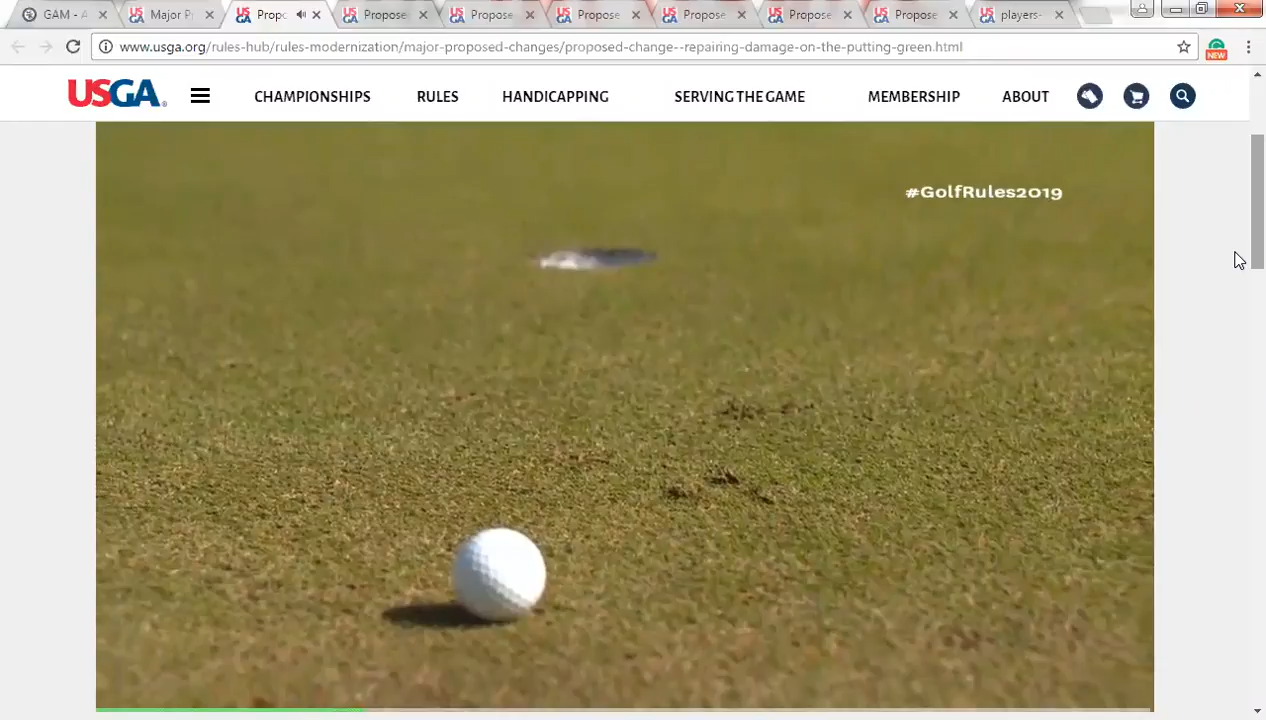 GAM - A
Major P
Propo
Propose
Propose
Propose
Propose
Propose
Propose
players-
www.usga.org/rules-hub/rules-modernization/major-proposed-changes/proposed-change--repairing-damage-on-the-putting-green.html
NEW
USGA®
CHAMPIONSHIPS
RULES
HANDICAPPING
SERVING THE GAME
MEMBERSHIP
ABOUT
#GolfRules2019